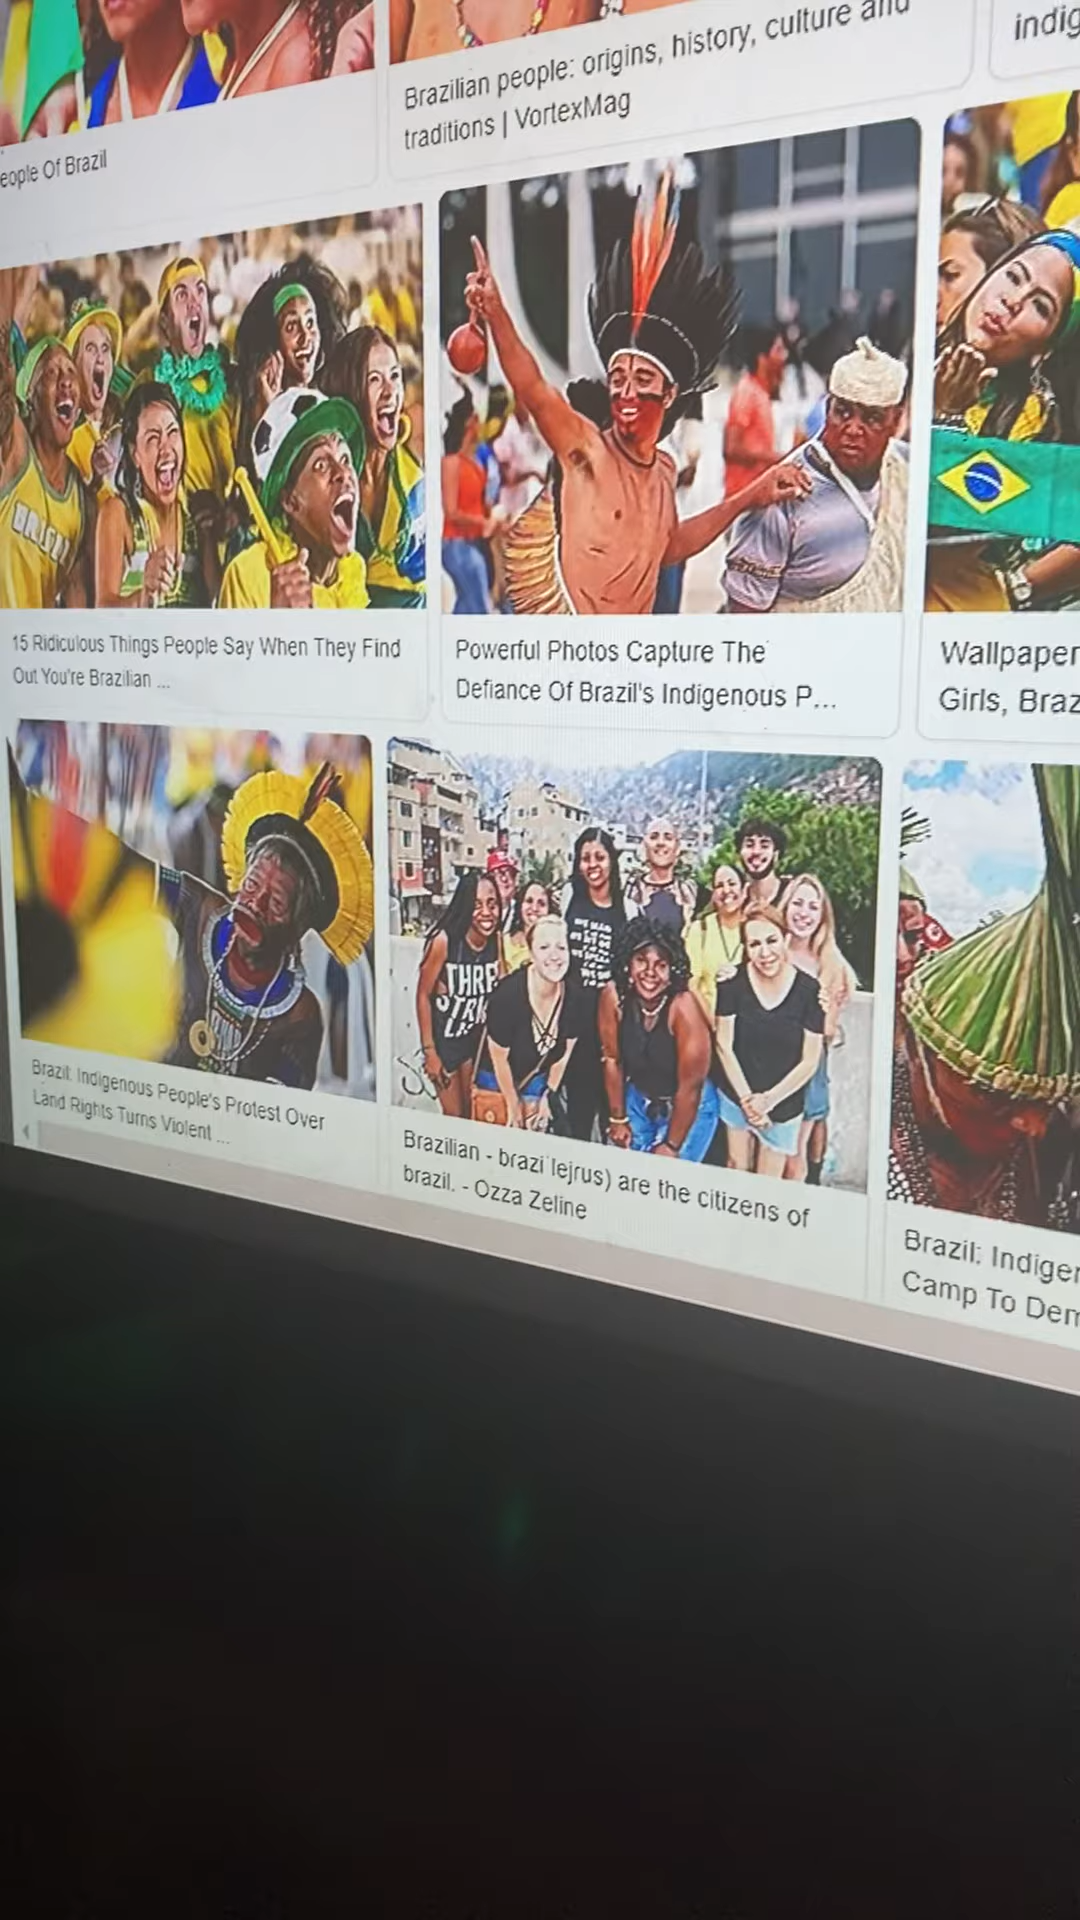 Brazilian people: origins, history, culture and
traditions | VortexMag
eople Of Brazil
indig
15 Ridiculous Things People Say When They Find
Out You're Brazilian ...
Powerful Photos Capture The
Defiance Of Brazil's Indigenous P...
Wallpaper
Girls, Braz
Brazil: Indigenous People's Protest Over
Land Rights Turns Violent ...
THRE
STRIK
Brazilian - brazi lejrus) are the citizens of
brazil. - Ozza Zeline
Brazil: Indiger
Camp To Dem